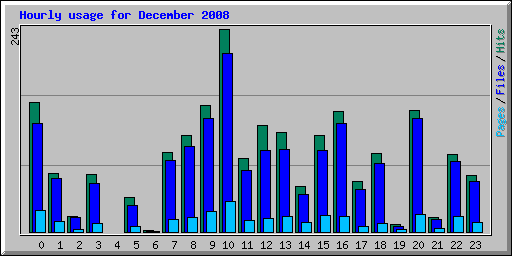 Hourly usage for December 2008
243
Pages / Files / Hits
0 1 2 3 4 5 6 7 8 9 10 11 12 13 14 15 16 17 18 19 20 21 22 23